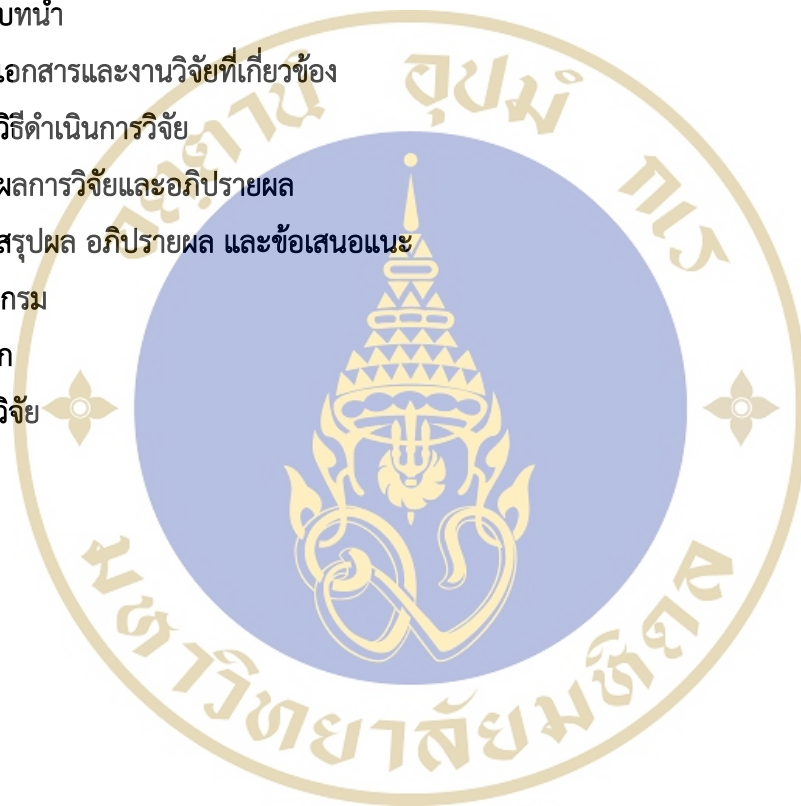 บทนำ
เอกสารและงานวิจัยที่เกี่ยวข้อง
วิธีดำเนินการวิจัย
ผลการวิจัยและอภิปรายผล
สรุปผล อภิปรายผล และข้อเสนอแนะ
กรม
ก
วิจัย
อตฺตานํ อุปมํ กเร
มหาวิทยาลัยมหิดล